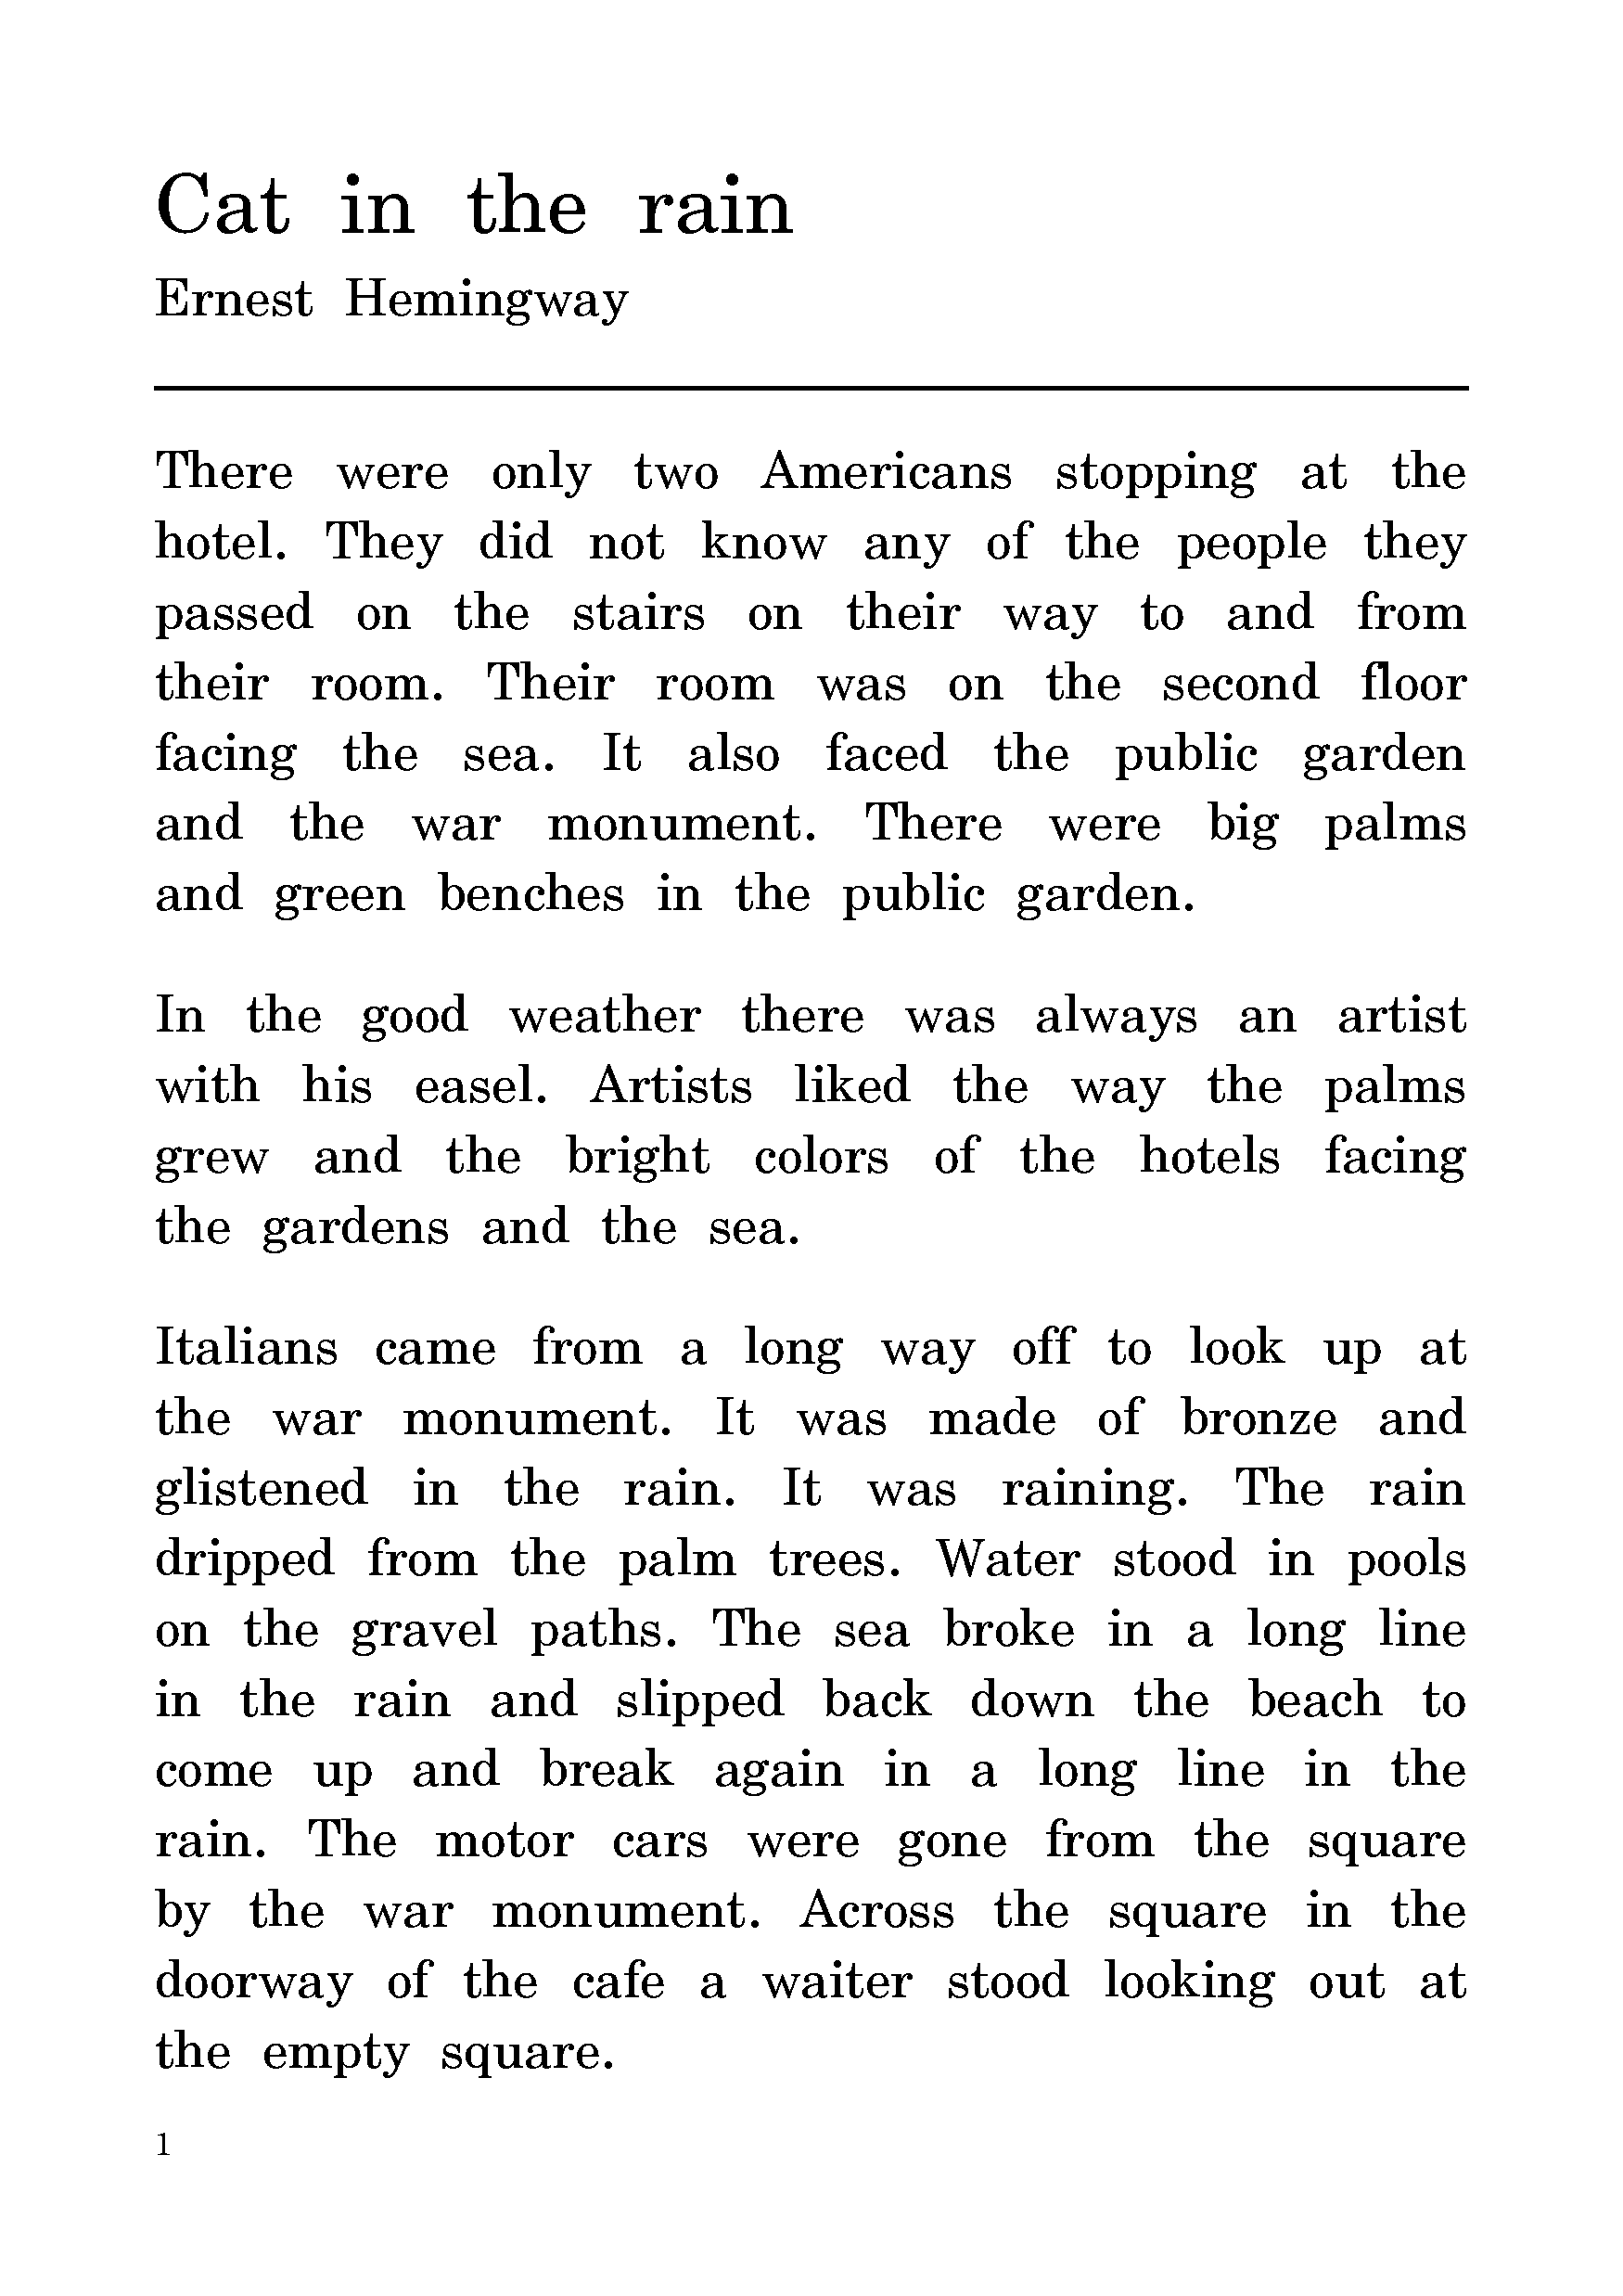 Cat in the rain
Ernest Hemingway
There were only two Americans stopping at the
hotel. They did not know any of the people they
passed on the stairs on their way to and from
their room. Their room was on the second floor
facing the sea. It also faced the public garden
and the war monument. There were big palms
and green benches in the public garden.
In the good weather there was always an artist
with his easel. Artists liked the way the palms
grew and the bright colors of the hotels facing
the gardens and the sea.
Italians came from a long way off to look up at
the war monument. It was made of bronze and
glistened in the rain. It was raining. The rain
dripped from the palm trees. Water stood in pools
on the gravel paths. The sea broke in a long line
in the rain and slipped back down the beach to
come up and break again in a long line in the
rain. The motor cars were gone from the square
by the war monument. Across the square in the
doorway of the cafe a waiter stood looking out at
the empty square.
1